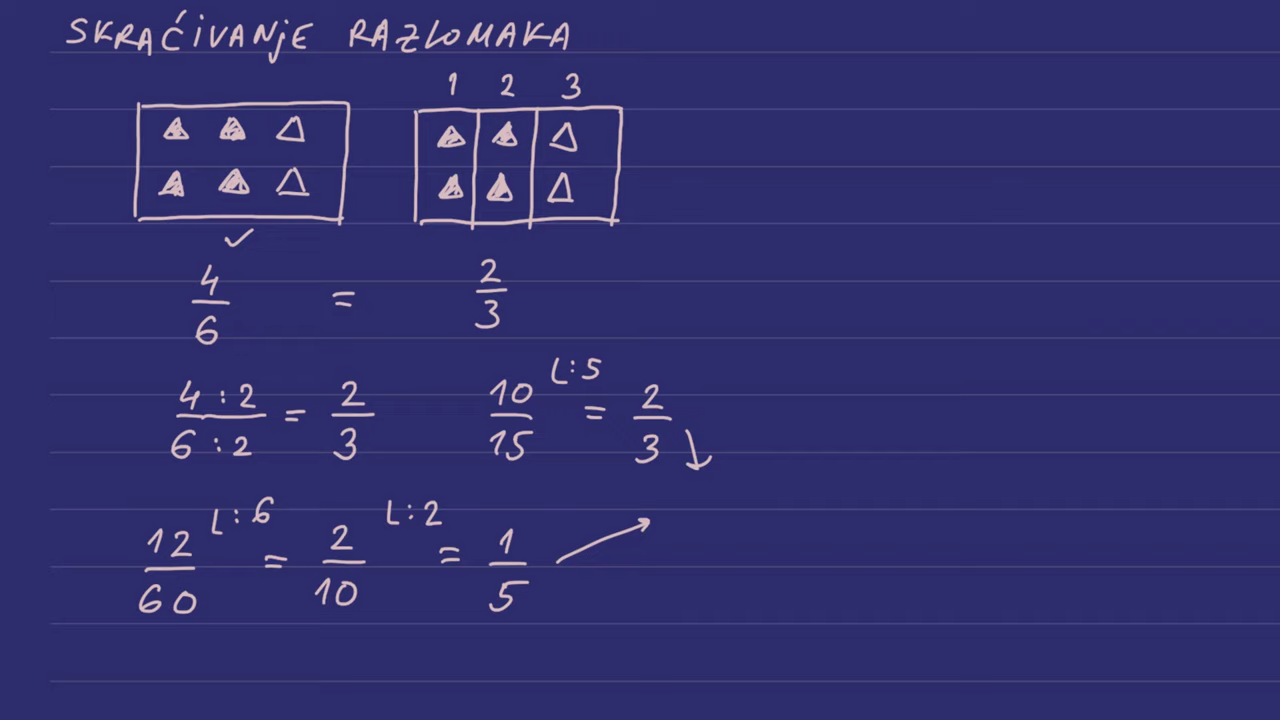 SKRAĆIVANJE RAZLOMAKA
1 2 3
4/6 = 2/3
4:2/6:2 = 2/3
10/15 L:5 = 2/3
12/60 L:6 = 2/10 L:2 = 1/5